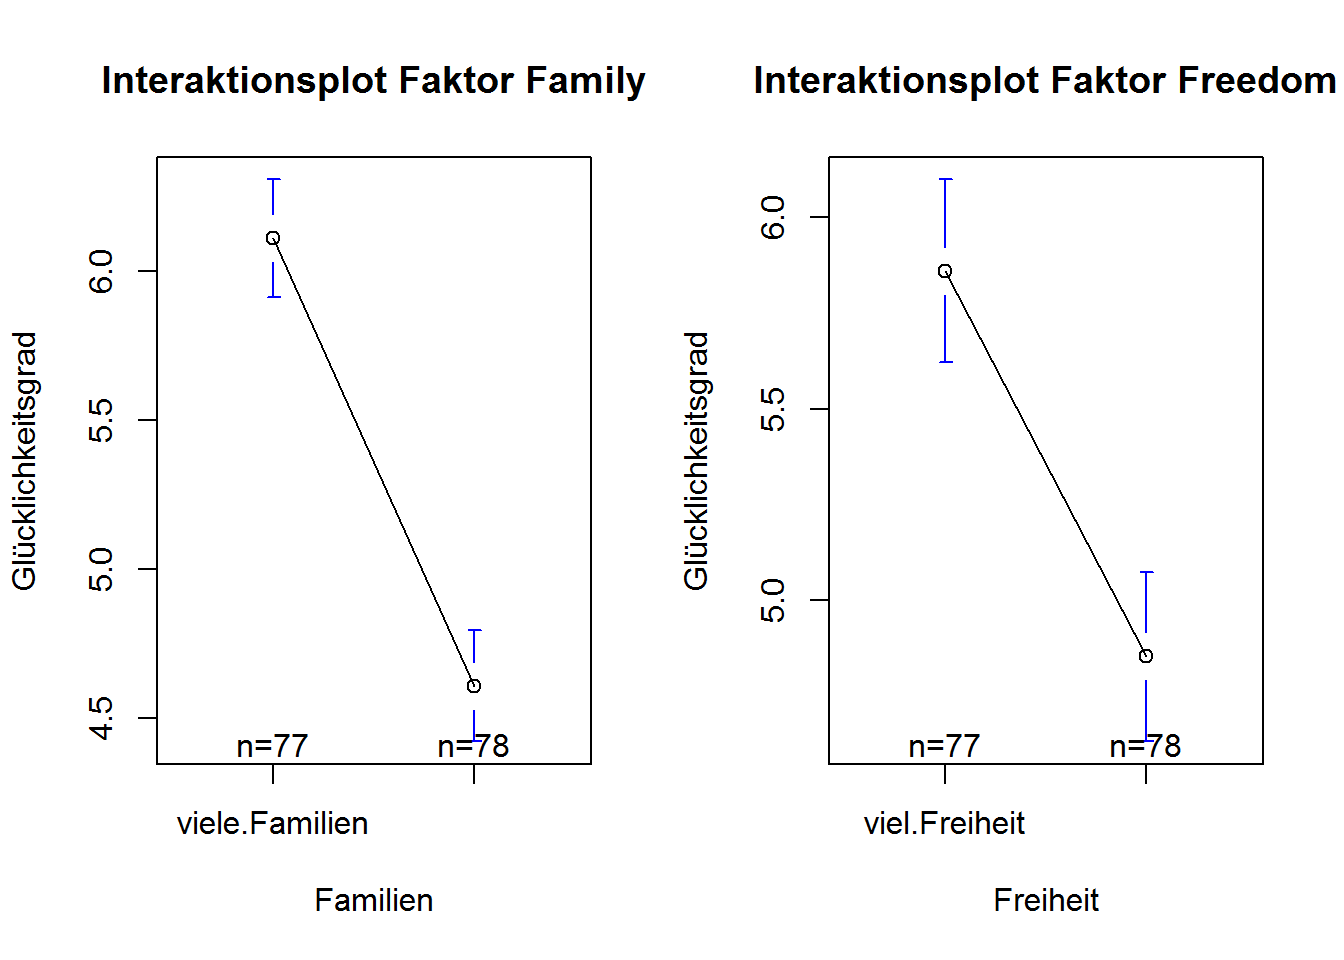 Interaktionsplot Faktor Family
Glücklichkeitsgrad
6.0
5.5
5.0
4.5
n=77 n=78
viele.Familien
Familien
Interaktionsplot Faktor Freedom
Glücklichkeitsgrad
6.0
5.5
5.0
n=77 n=78
viel.Freiheit
Freiheit